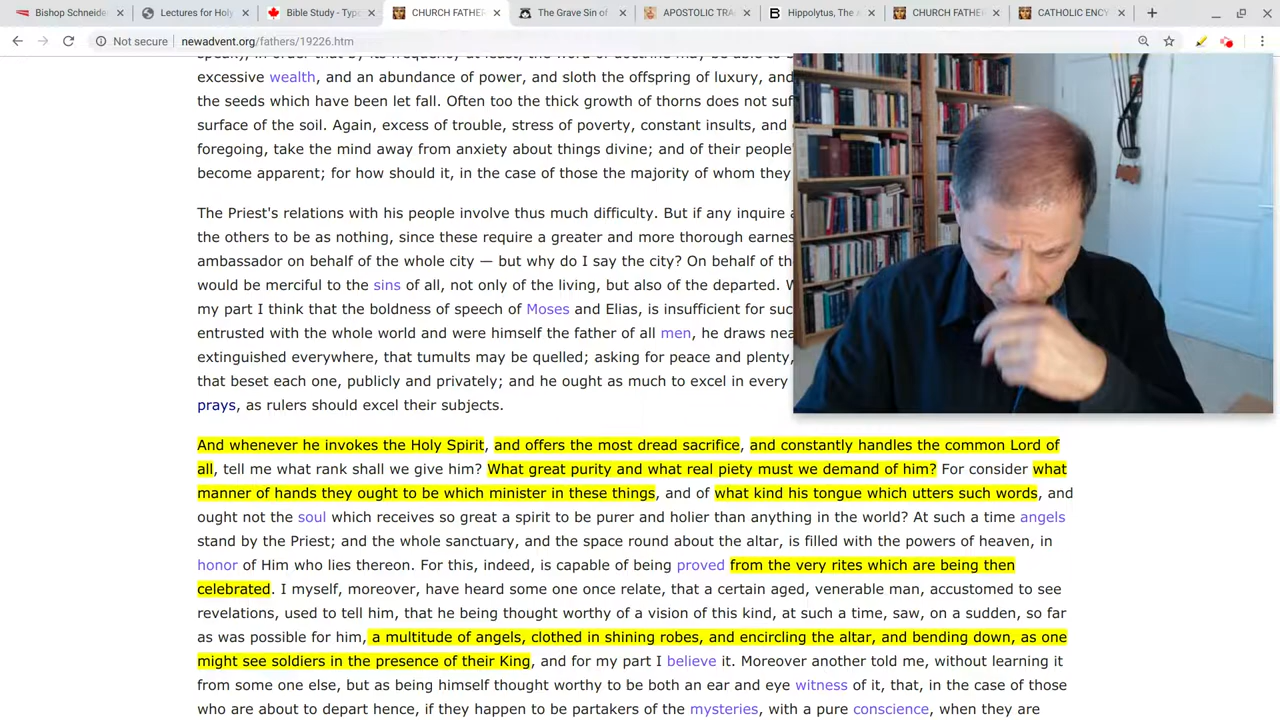 Bishop Schneide
Lectures for Holy
Bible Study - Type
CHURCH FATHE
The Grave Sin of
APOSTOLIC TRA
Hippolytus, The A
CHURCH FATHE
CATHOLIC ENCY
Not secure | newadvent.org/fathers/19226.htm
excessive wealth, and an abundance of power, and sloth the offspring of luxury, and
the seeds which have been let fall. Often too the thick growth of thorns does not suf
surface of the soil. Again, excess of trouble, stress of poverty, constant insults, and
foregoing, take the mind away from anxiety about things divine; and of their people'
become apparent; for how should it, in the case of those the majority of whom they
The Priest's relations with his people involve thus much difficulty. But if any inquire a
the others to be as nothing, since these require a greater and more thorough earnes
ambassador on behalf of the whole city — but why do I say the city? On behalf of th
would be merciful to the sins of all, not only of the living, but also of the departed. W
my part I think that the boldness of speech of Moses and Elias, is insufficient for suc
entrusted with the whole world and were himself the father of all men, he draws nea
extinguished everywhere, that tumults may be quelled; asking for peace and plenty,
that beset each one, publicly and privately; and he ought as much to excel in every
prays, as rulers should excel their subjects.
And whenever he invokes the Holy Spirit, and offers the most dread sacrifice, and constantly handles the common Lord of
all, tell me what rank shall we give him? What great purity and what real piety must we demand of him? For consider what
manner of hands they ought to be which minister in these things, and of what kind his tongue which utters such words, and
ought not the soul which receives so great a spirit to be purer and holier than anything in the world? At such a time angels
stand by the Priest; and the whole sanctuary, and the space round about the altar, is filled with the powers of heaven, in
honor of Him who lies thereon. For this, indeed, is capable of being proved from the very rites which are being then
celebrated. I myself, moreover, have heard some one once relate, that a certain aged, venerable man, accustomed to see
revelations, used to tell him, that he being thought worthy of a vision of this kind, at such a time, saw, on a sudden, so far
as was possible for him, a multitude of angels, clothed in shining robes, and encircling the altar, and bending down, as one
might see soldiers in the presence of their King, and for my part I believe it. Moreover another told me, without learning it
from some one else, but as being himself thought worthy to be both an ear and eye witness of it, that, in the case of those
who are about to depart hence, if they happen to be partakers of the mysteries, with a pure conscience, when they are